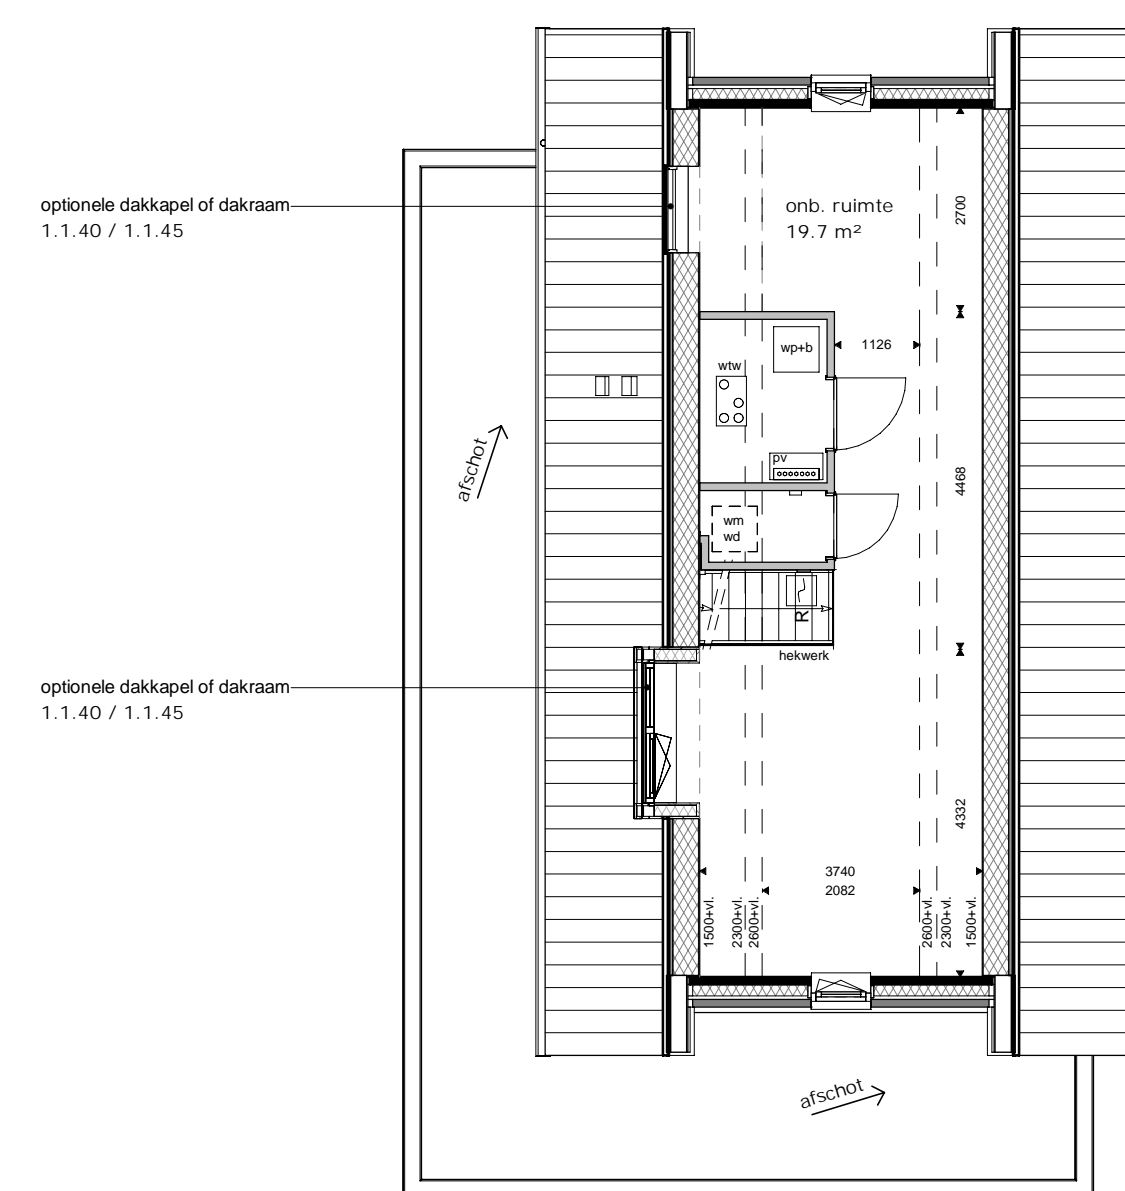 optionele dakkapel of dakraam
1.1.40 / 1.1.45
onb. ruimte
19.7 m²
2700
wp+b
1126
wtw
afschot
pv
4468
wm
wd
R
hekwerk
optionele dakkapel of dakraam
1.1.40 / 1.1.45
4332
3740
2082
1500+vl.
2300+vl.
2600+vl.
2600+vl.
2300+vl.
1500+vl.
afschot